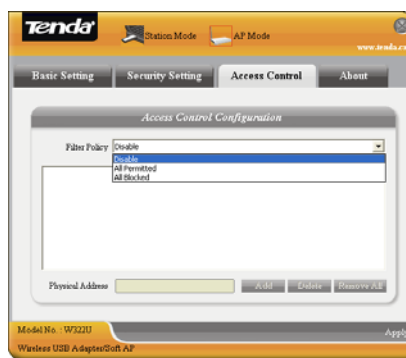 Tenda
Station Mode AP Mode
Basic Setting Security Setting Access Control About
Access Control Configuration
Filter Policy Disable
Disable
All Permitted
All Blocked
Physical Address Add Delete Remove All
Model No. : W322U
Apply
Wireless USB Adapter/Soft AP